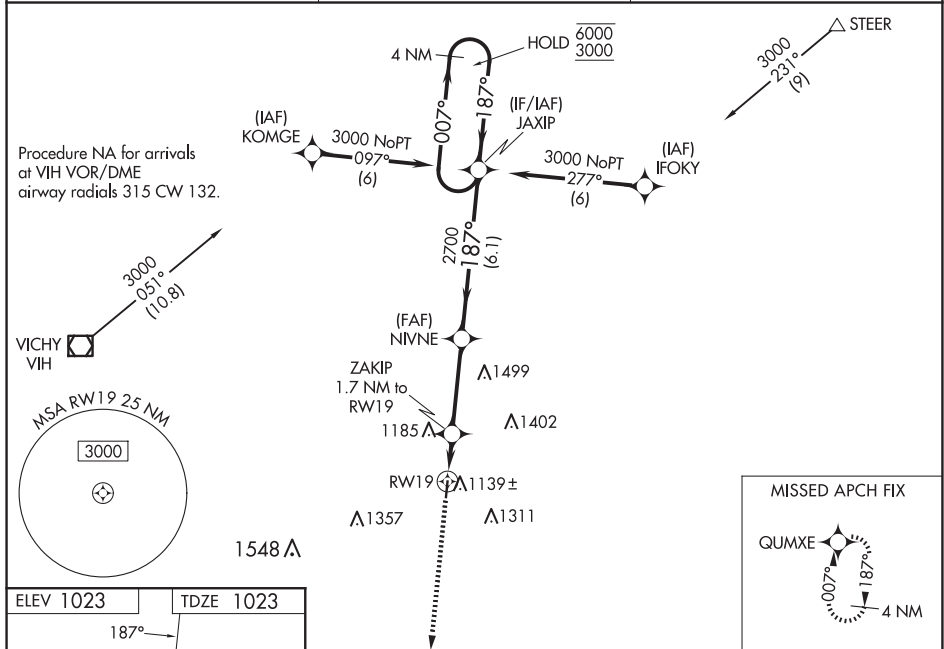 STEER
3000
231°
(9)
HOLD 6000
3000
4 NM
007°
187°
(IF/IAF)
JAXIP
(IAF)
KOMGE
3000 NoPT
097°
(6)
3000 NoPT
277°
(6)
(IAF)
IFOKY
Procedure NA for arrivals
at VIH VOR/DME
airway radials 315 CW 132.
3000
051°
(10.8)
VICHY
VIH
2700
187°
(6.1)
(FAF)
NIVNE
ZAKIP
1.7 NM to
RW19
1499
1402
1185
RW19
1139±
1357
1311
1548
MSA RW19 25 NM
3000
MISSED APCH FIX
QUMXE
007°
187°
4 NM
ELEV 1023
TDZE 1023
187°